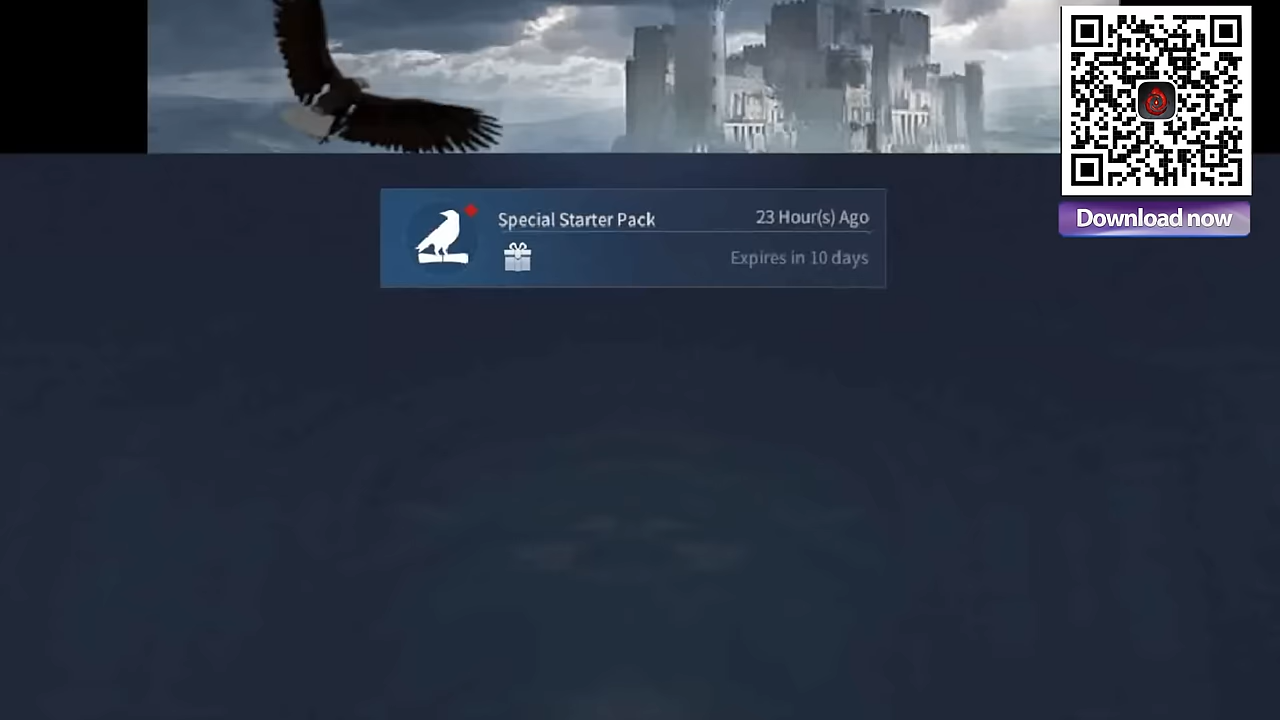 Download now
Special Starter Pack
23 Hour(s) Ago
Expires in 10 days